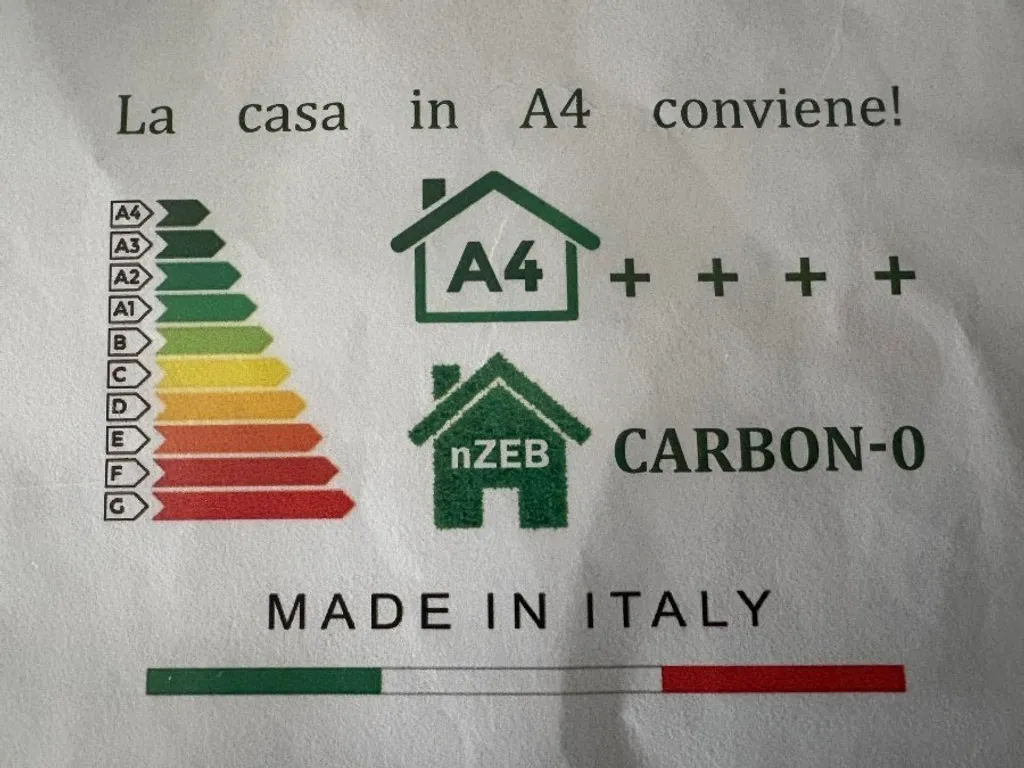 La casa in A4 conviene!
A4
A3
A2
A1
B
C
D
E
F
G
A4 + + + +
nZEB CARBON-0
MADE IN ITALY